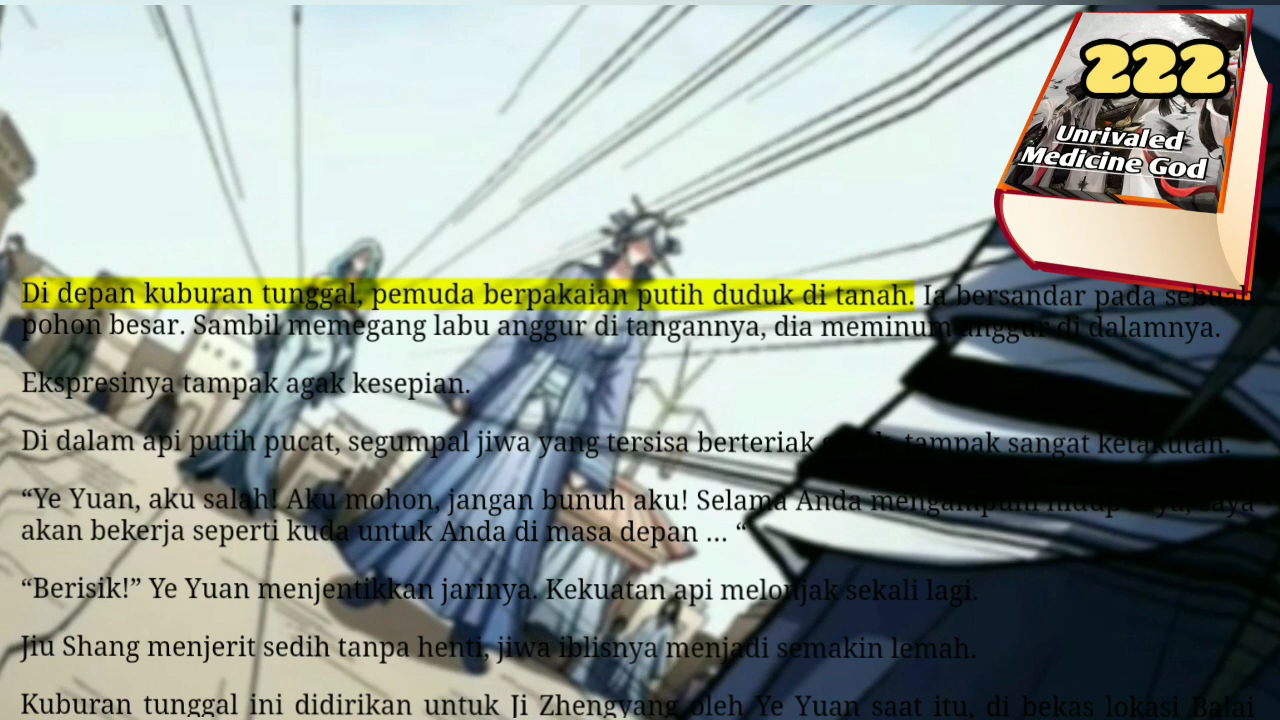 222
Unrivaled
Medicine God
Di depan kuburan tunggal, pemuda berpakaian putih duduk di tanah. Ia bersandar pada sebuah
pohon besar. Sambil memegang labu anggur di tangannya, dia meminum anggur di dalamnya.
Ekspresinya tampak agak kesepian.
Di dalam api putih pucat, segumpal jiwa yang tersisa berteriak tampak sangat ketakutan.
“Ye Yuan, aku salah! Aku mohon, jangan bunuh aku! Selama Anda mengampuni hidup saya, saya
akan bekerja seperti kuda untuk Anda di masa depan ... “
“Berisik!” Ye Yuan menjentikkan jarinya. Kekuatan api melonjak sekali lagi.
Jiu Shang menjerit sedih tanpa henti, jiwa iblisnya menjadi semakin lemah.
Kuburan tunggal ini didirikan untuk Ji Zhengyang oleh Ye Yuan saat itu, di bekas lokasi Balai